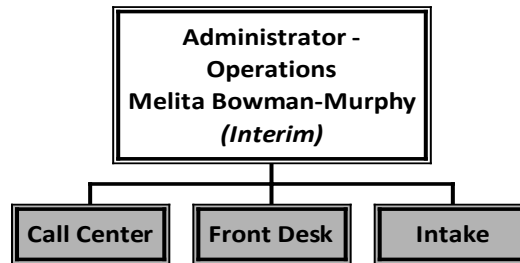 Administrator -
Operations
Melita Bowman-Murphy
(Interim)
Call Center
Front Desk
Intake